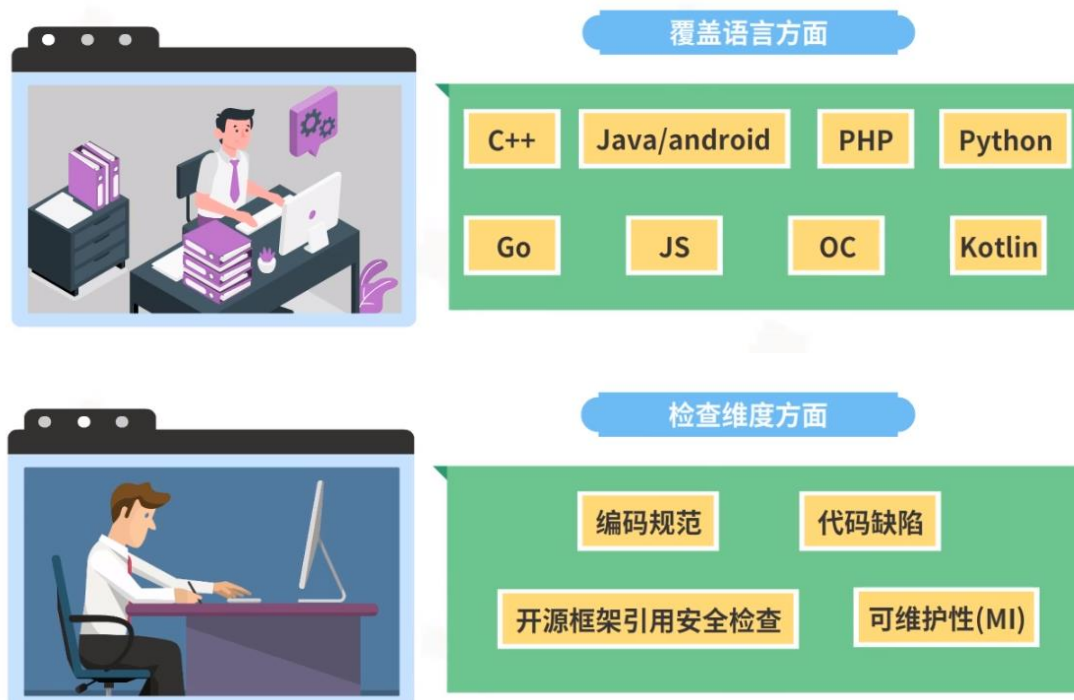 覆盖语言方面
C++ Java/android PHP Python
Go JS OC Kotlin
检查维度方面
编码规范 代码缺陷
开源框架引用安全检查 可维护性(MI)